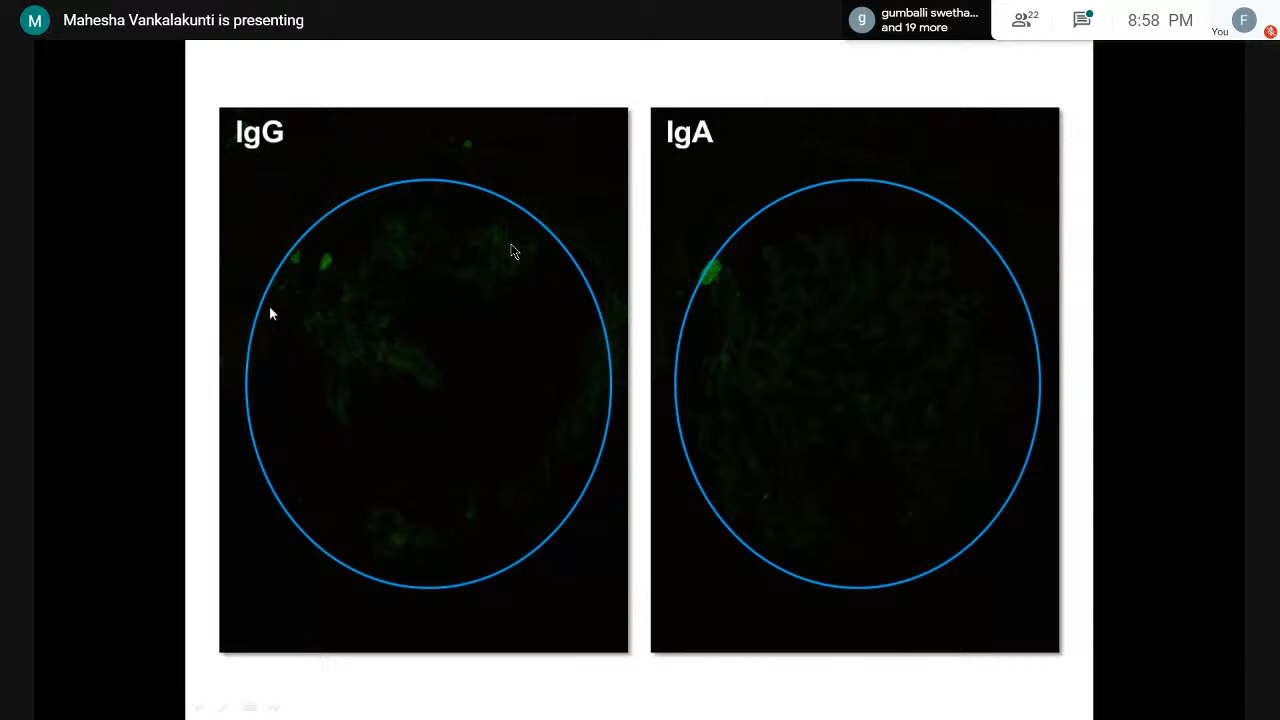 M Mahesha Vankalakunti is presenting
g gumballi swetha...
and 19 more
22
8:58 PM
You
F
IgG
IgA